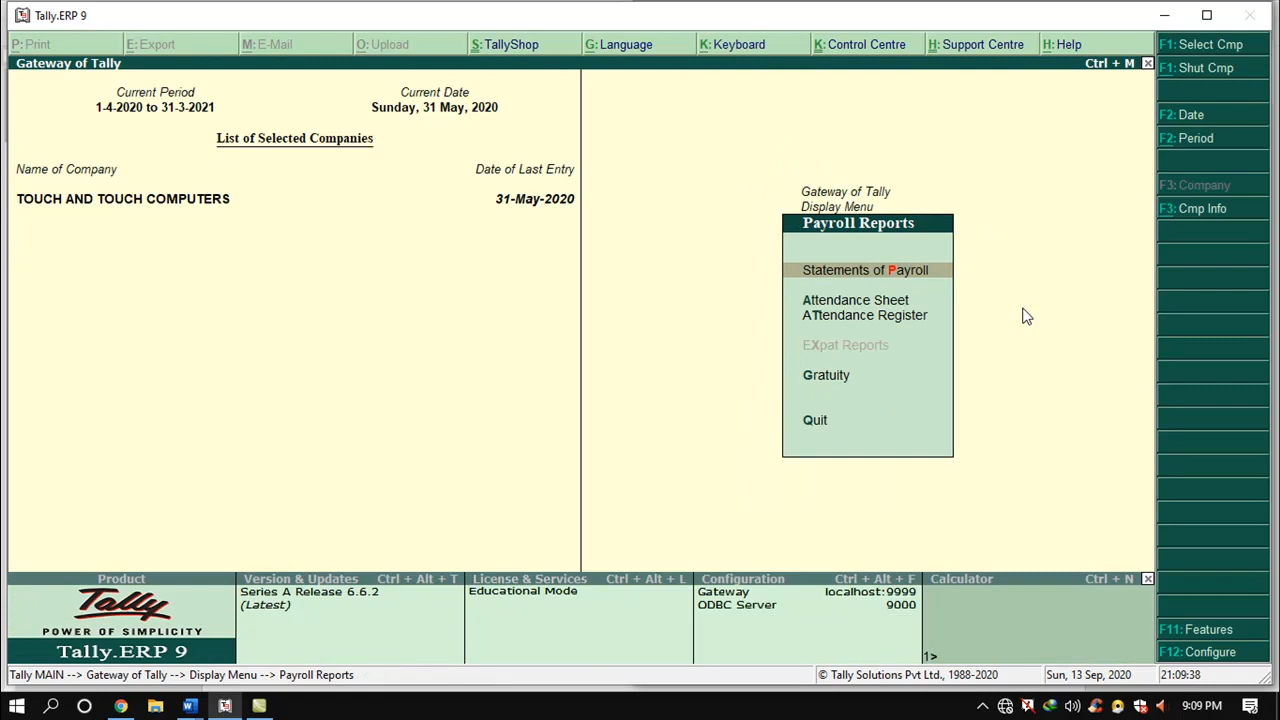 Tally.ERP 9
P: Print
E: Export
M: E-Mail
O: Upload
S: TallyShop
G: Language
K: Keyboard
K: Control Centre
H: Support Centre
H: Help
Gateway of Tally
Ctrl + M
Current Period
1-4-2020 to 31-3-2021
Current Date
Sunday, 31 May, 2020
List of Selected Companies
Name of Company
Date of Last Entry
TOUCH AND TOUCH COMPUTERS
31-May-2020
Gateway of Tally
Display Menu
Payroll Reports
Statements of Payroll
Attendance Sheet
ATtendance Register
EXpat Reports
Gratuity
Quit
F1: Select Cmp
F1: Shut Cmp
F2: Date
F2: Period
F3: Company
F3: Cmp Info
F11: Features
F12: Configure
Product
Tally
POWER OF SIMPLICITY
Tally.ERP 9
Version & Updates
Ctrl + Alt + T
Series A Release 6.6.2
(Latest)
License & Services
Ctrl + Alt + L
Educational Mode
Configuration
Ctrl + Alt + F
Gateway
localhost:9999
ODBC Server
9000
Calculator
Ctrl + N
1>
Tally MAIN --> Gateway of Tally --> Display Menu --> Payroll Reports
© Tally Solutions Pvt Ltd., 1988-2020
Sun, 13 Sep, 2020
21:09:38
9:09 PM